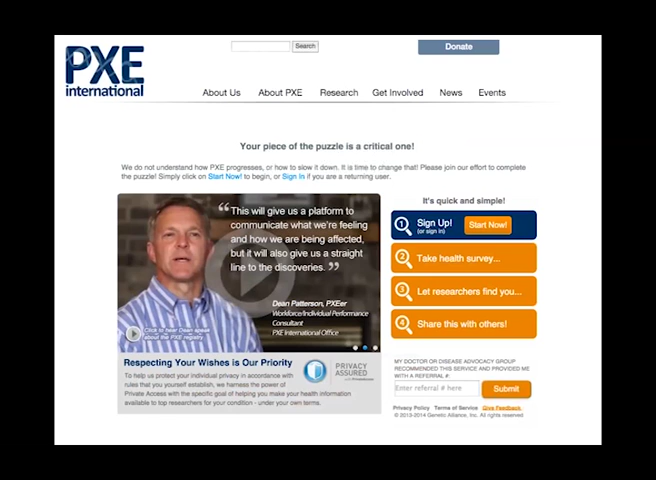 PXE
international
Search
Donate
About Us
About PXE
Research
Get Involved
News
Events
Your piece of the puzzle is a critical one!
We do not understand how PXE progresses, or how to slow it down. It is time to change that! Please join our effort to complete
the puzzle! Simply click on Start Now! to begin, or Sign In if you are a returning user.
“This will give us a platform to
communicate what we're feeling
and how we are being affected,
but it will also give us a straight
line to the discoveries.”
Dean Patterson, PXEer
Workforce/Individual Performance
Consultant
PXE International Office
Click to hear Dean speak
about the PXE registry
Respecting Your Wishes is Our Priority
To help us protect your individual privacy in accordance with
rules that you yourself establish, we harness the power of
Private Access with the specific goal of helping you make your health information
available to top researchers for your condition - under your own terms.
PRIVACY
ASSURED
It's quick and simple!
1 Sign Up!
(or sign in)
Start Now!
2 Take health survey...
3 Let researchers find you...
4 Share this with others!
MY DOCTOR OR DISEASE ADVOCACY GROUP
RECOMMENDED THIS SERVICE AND PROVIDED ME
WITH A REFERRAL #:
Enter referral # here
Submit
Privacy Policy Terms of Service Give Feedback
© 2013-2014 Genetic Alliance, Inc. All rights reserved